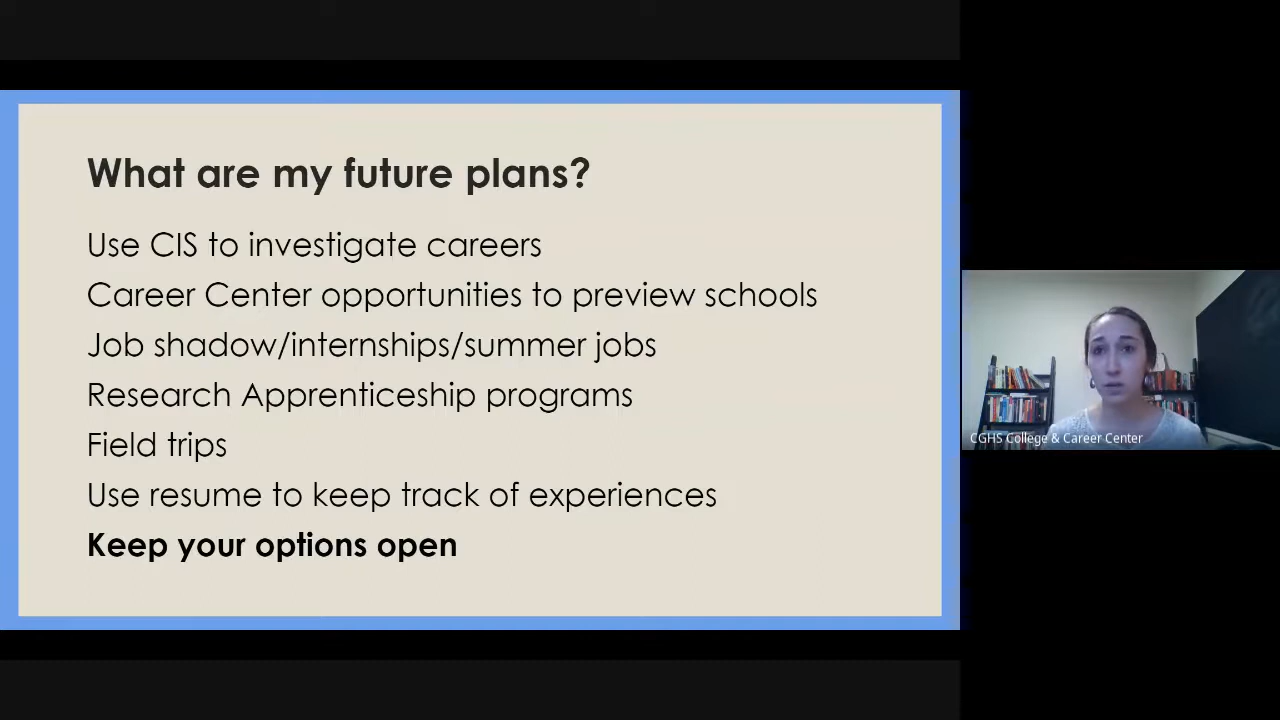 What are my future plans?
Use CIS to investigate careers
Career Center opportunities to preview schools
Job shadow/internships/summer jobs
Research Apprenticeship programs
Field trips
Use resume to keep track of experiences
Keep your options open
CGHS College & Career Center